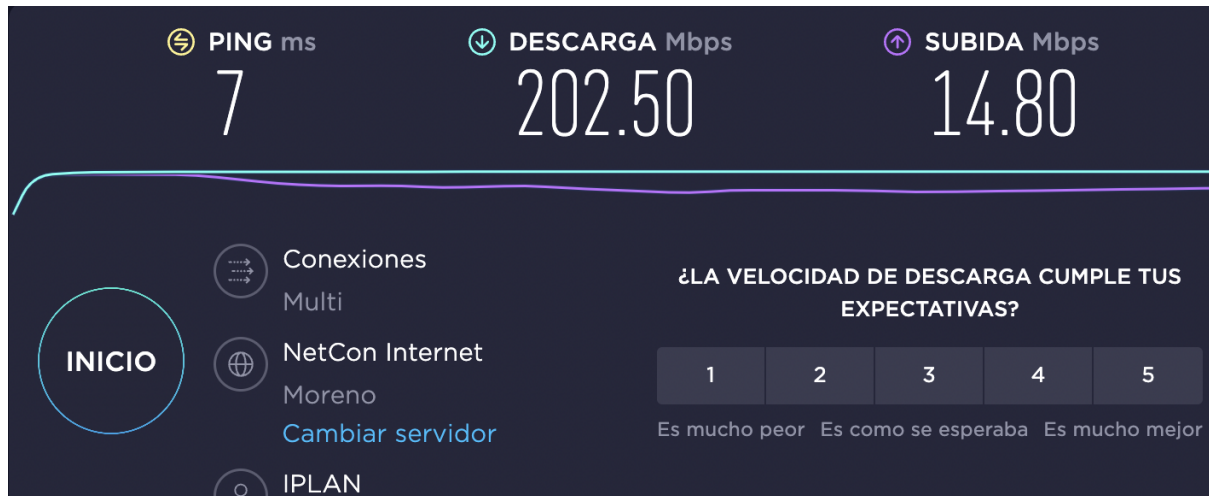 PING ms
7
DESCARGA Mbps
202.50
SUBIDA Mbps
14.80
Conexiones
Multi
NetCon Internet
Moreno
Cambiar servidor
IPLAN
INICIO
¿LA VELOCIDAD DE DESCARGA CUMPLE TUS
EXPECTATIVAS?
1 2 3 4 5
Es mucho peor Es como se esperaba Es mucho mejor